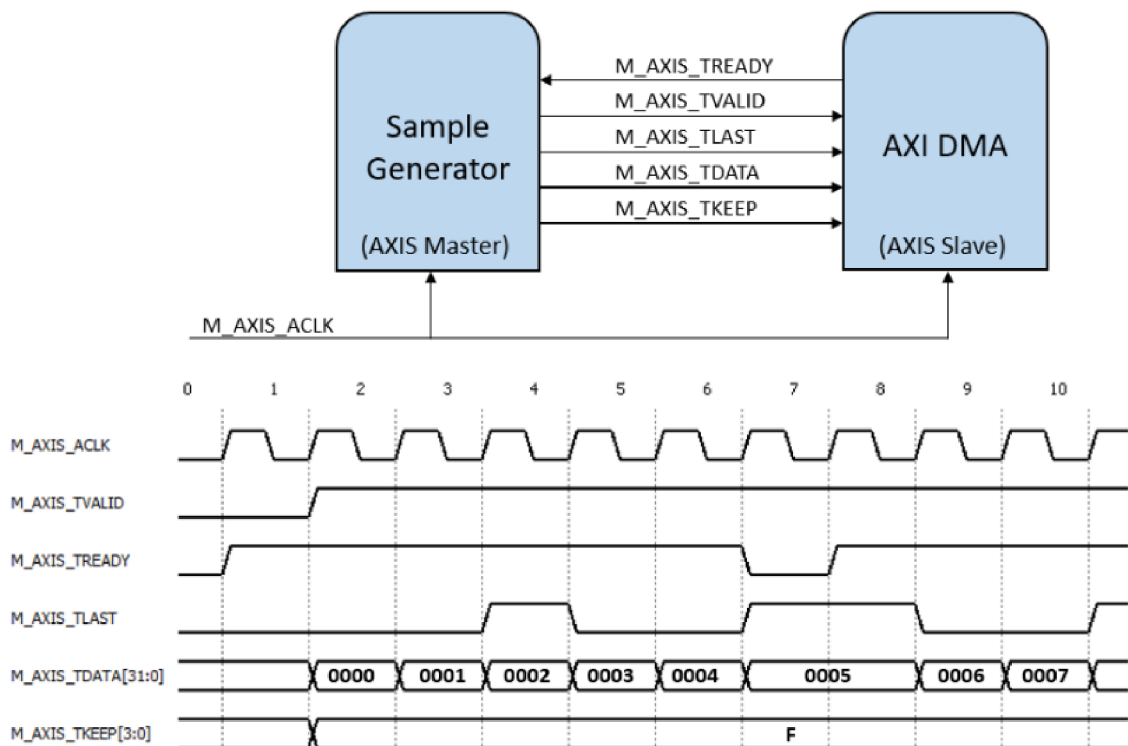 M_AXIS_TREADY
M_AXIS_TVALID
M_AXIS_TLAST
M_AXIS_TDATA
M_AXIS_TKEEP
Sample
Generator
(AXIS Master)
AXI DMA
(AXIS Slave)
M_AXIS_ACLK
0 1 2 3 4 5 6 7 8 9 10
M_AXIS_ACLK
M_AXIS_TVALID
M_AXIS_TREADY
M_AXIS_TLAST
M_AXIS_TDATA[31:0] 0000 0001 0002 0003 0004 0005 0006 0007
M_AXIS_TKEEP[3:0] F